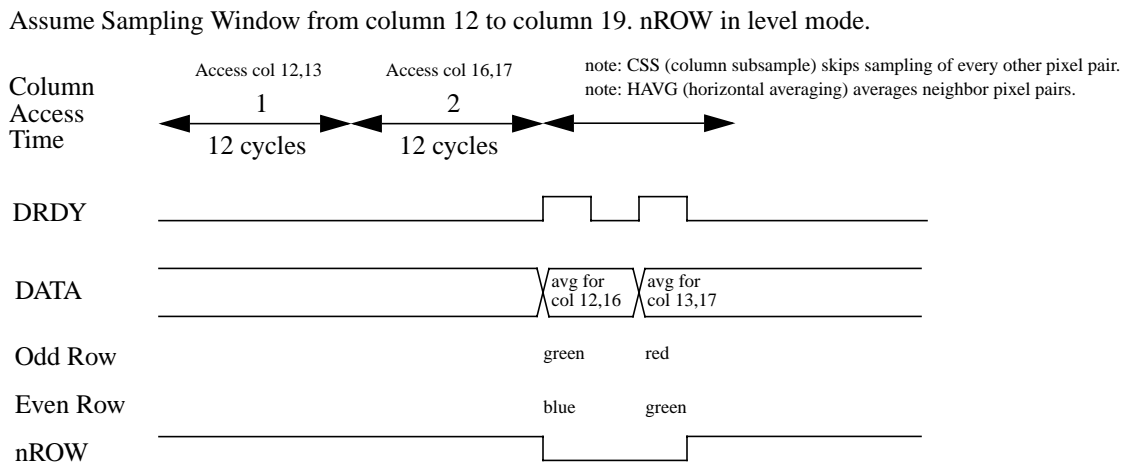 Assume Sampling Window from column 12 to column 19. nROW in level mode.
Column
Access
Time
Access col 12,13
1
12 cycles
Access col 16,17
2
12 cycles
note: CSS (column subsample) skips sampling of every other pixel pair.
note: HAVG (horizontal averaging) averages neighbor pixel pairs.
DRDY
DATA
avg for
col 12,16
avg for
col 13,17
Odd Row
green
red
Even Row
blue
green
nROW